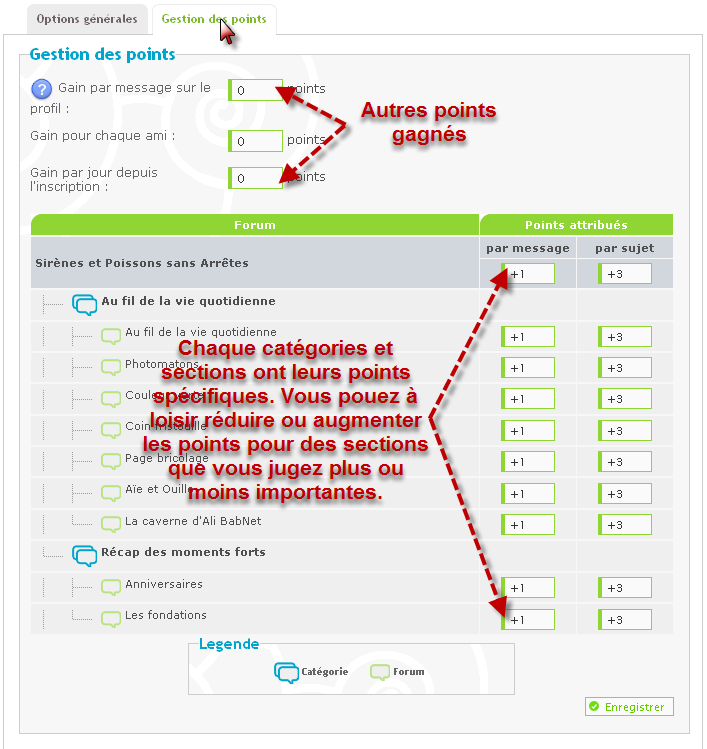 Options générales
Gestion des points
Gestion des points
Gain par message sur le
profil :
0
points
Autres points
gagnés
Gain pour chaque ami :
0
points
Gain par jour depuis
l'inscription :
0
points
Forum
Points attribués
par message
par sujet
Sirènes et Poissons sans Arrêtes
+1
+3
Au fil de la vie quotidienne
Au fil de la vie quotidienne
+1
+3
Chaque catégories et
sections ont leurs points
spécifiques. Vous pouez à
loisir réduire ou augmenter
les points pour des sections
que vous jugez plus ou
moins importantes.
Photomatons
+1
+3
+1
+3
Coin
+1
+3
Page bricolage
+1
+3
Aïe et Ouille
+1
+3
La caverne d'Ali BabNet
+1
+3
Récap des moments forts
Anniversaires
+1
+3
Les fondations
+1
+3
Legende
Catégorie
Forum
Enregistrer